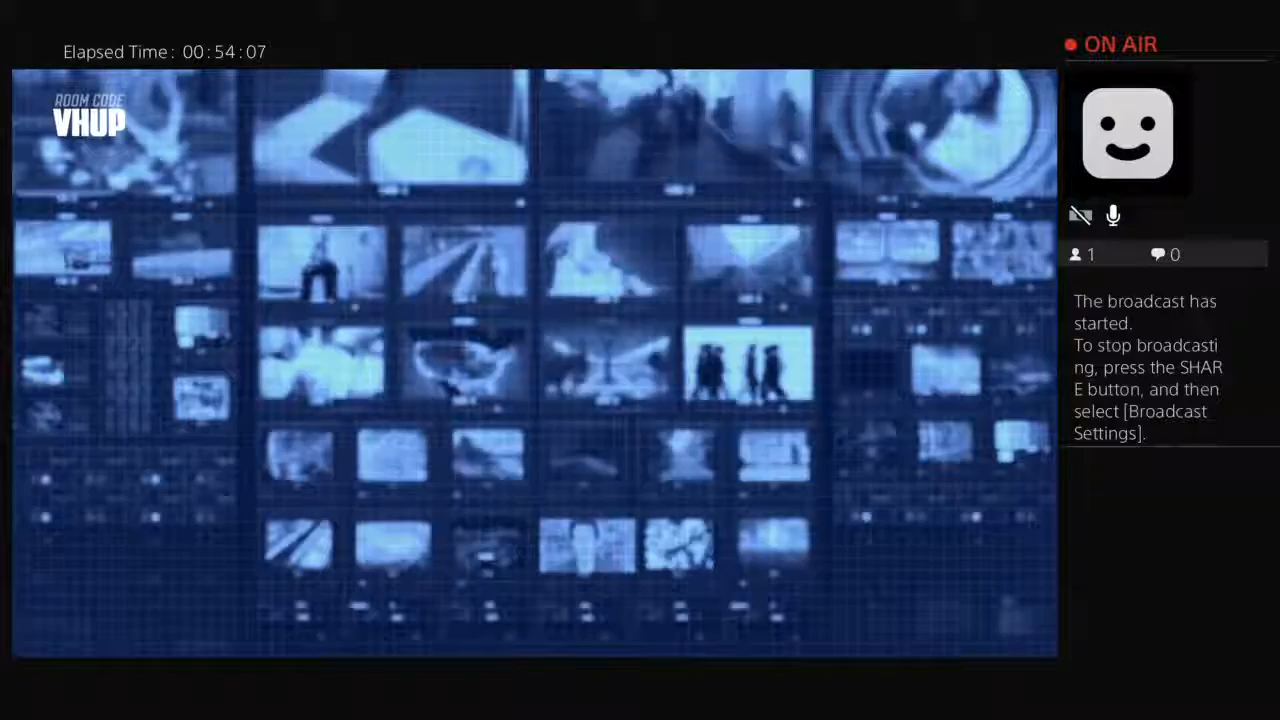 Elapsed Time: 00:54:07
ON AIR
ROOM CODE
VHUP
1
0
The broadcast has
started.
To stop broadcasti
ng, press the SHAR
E button, and then
select [Broadcast
Settings].